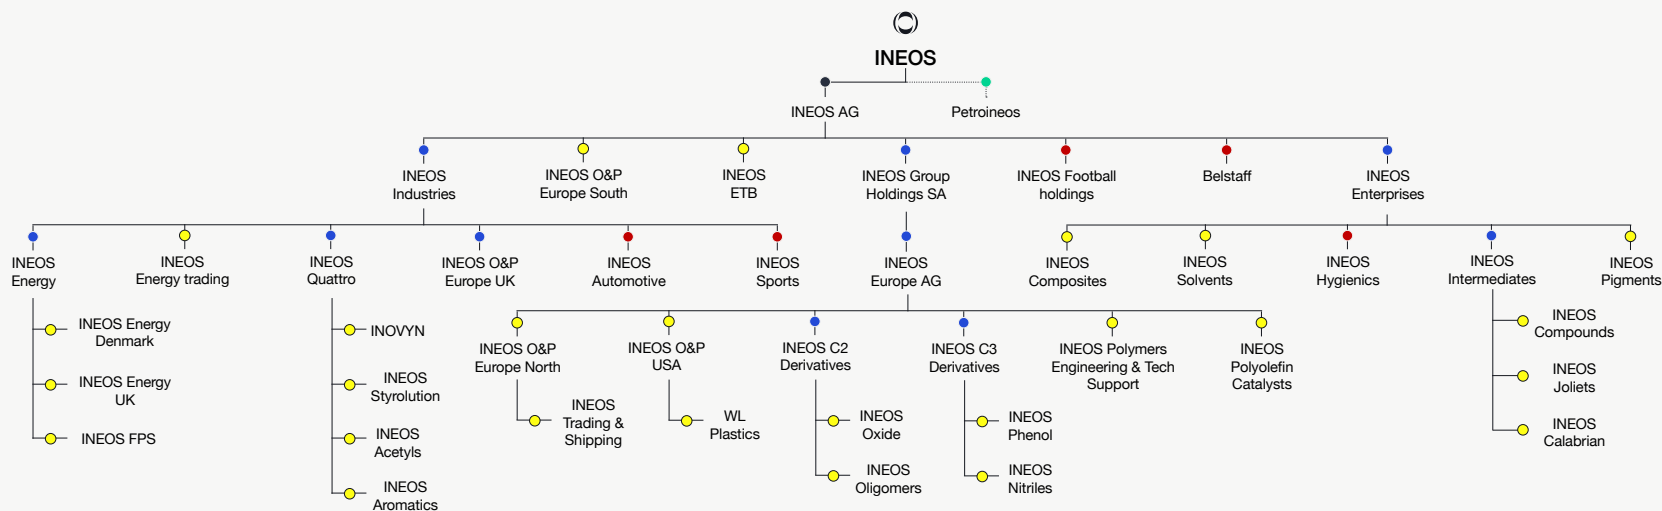 INEOS
INEOS AG
Petroineos
INEOS
Industries
INEOS O&P
Europe South
INEOS
ETB
INEOS Group
Holdings SA
INEOS Football
holdings
Belstaff
INEOS
Enterprises
INEOS
Energy
INEOS
Energy trading
INEOS
Quattro
INEOS O&P
Europe UK
INEOS
Automotive
INEOS
Sports
INEOS
Europe AG
INEOS
Composites
INEOS
Solvents
INEOS
Hygienics
INEOS
Intermediates
INEOS
Pigments
INEOS Energy
Denmark
INEOS Energy
UK
INEOS FPS
INOVYN
INEOS
Styrolution
INEOS
Acetyls
INEOS
Aromatics
INEOS O&P
Europe North
INEOS O&P
USA
INEOS C2
Derivatives
INEOS C3
Derivatives
INEOS Polymers
Engineering & Tech
Support
INEOS
Polyolefin
Catalysts
INEOS
Trading &
Shipping
WL
Plastics
INEOS
Oxide
INEOS
Oligomers
INEOS
Phenol
INEOS
Nitriles
INEOS
Compounds
INEOS
Joliets
INEOS
Calabrian